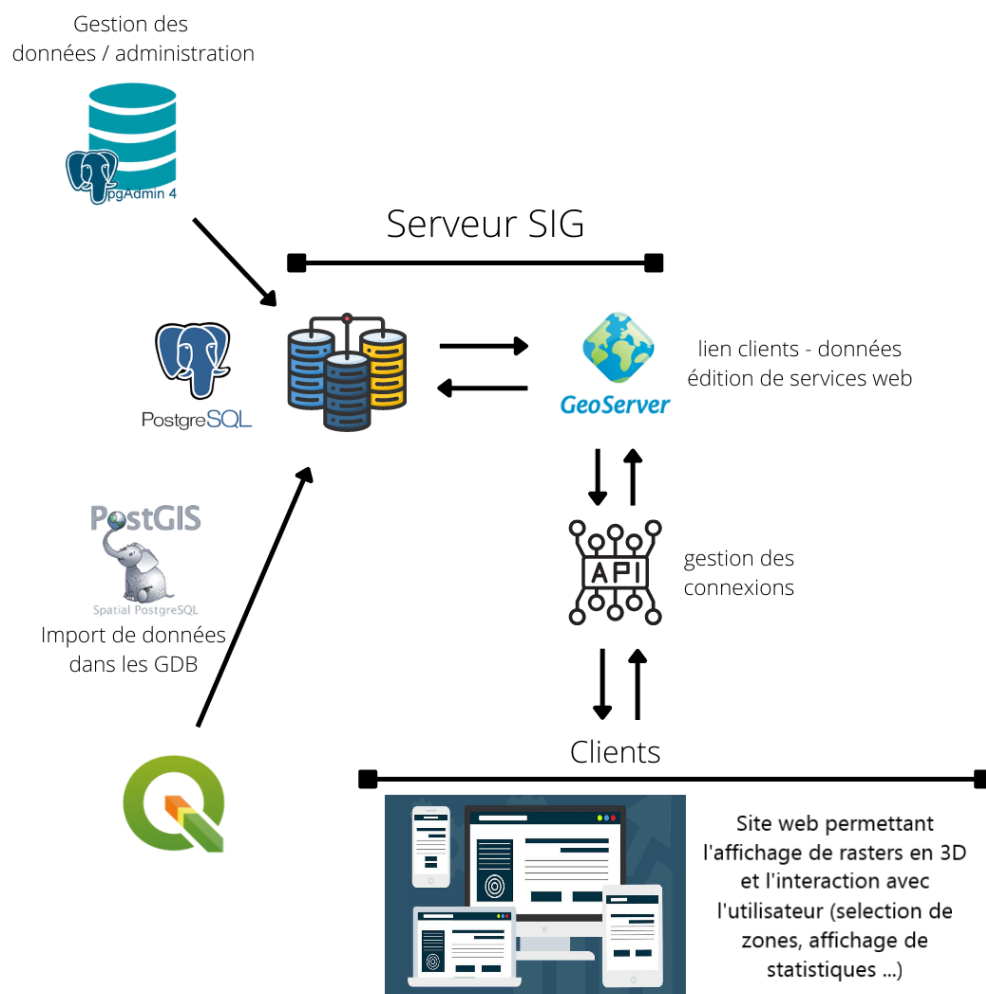 Gestion des
données / administration
pgAdmin 4
Serveur SIG
PostgreSQL
GeoServer
lien clients - données
édition de services web
PostGIS
Spatial PostgreSQL
Import de données
dans les GDB
API
gestion des
connexions
Clients
Site web permettant
l'affichage de rasters en 3D
et l'interaction avec
l'utilisateur (selection de
zones, affichage de
statistiques ...)